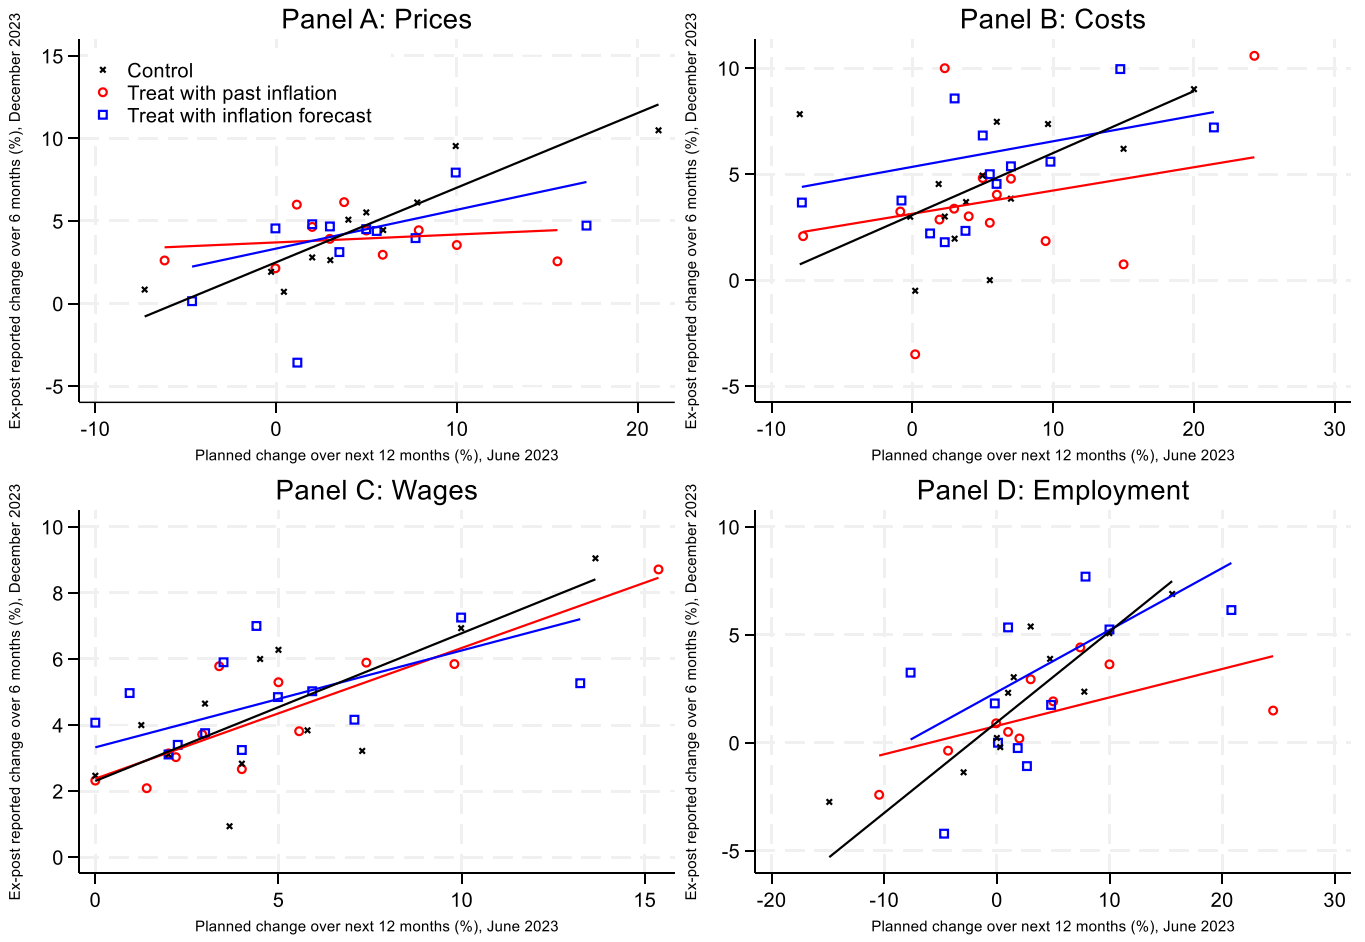 Panel A: Prices
Ex-post reported change over 6 months (%), December 2023
15
10
5
0
-5
Control
Treat with past inflation
Treat with inflation forecast
-10
0
10
20
Planned change over next 12 months (%), June 2023
Panel B: Costs
Ex-post reported change over 6 months (%), December 2023
10
5
0
-5
-10
0
10
20
30
Planned change over next 12 months (%), June 2023
Panel C: Wages
Ex-post reported change over 6 months (%), December 2023
10
8
6
4
2
0
0
5
10
15
Planned change over next 12 months (%), June 2023
Panel D: Employment
Ex-post reported change over 6 months (%), December 2023
10
5
0
-5
-20
-10
0
10
20
30
Planned change over next 12 months (%), June 2023